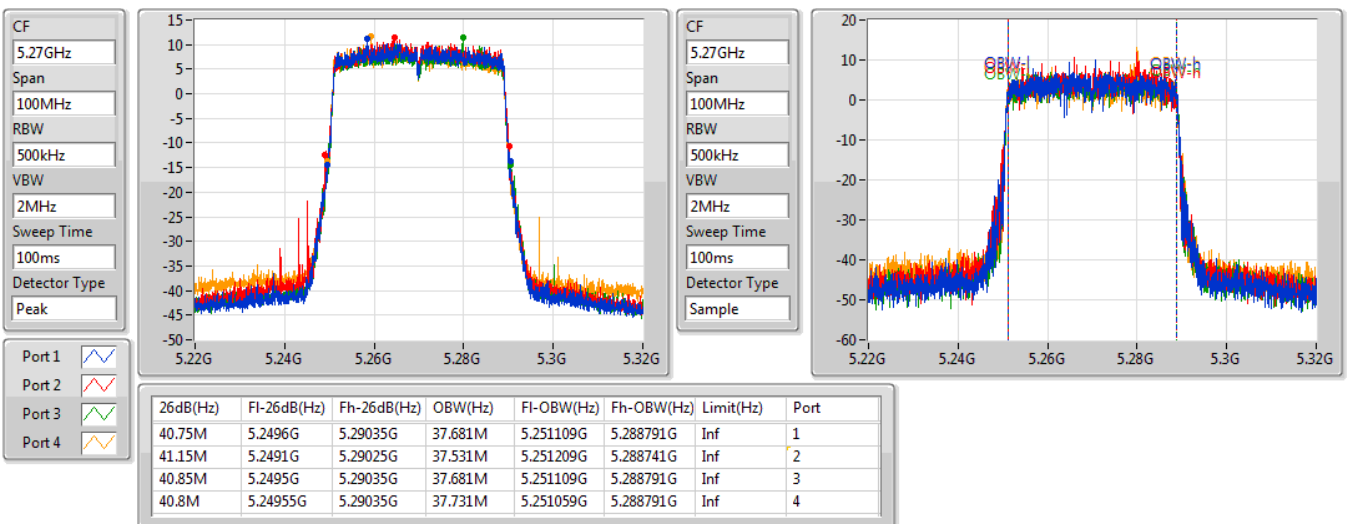 CF
5.27GHz
Span
100MHz
RBW
500kHz
VBW
2MHz
Sweep Time
100ms
Detector Type
Peak
15
10
5
0
-5
-10
-15
-20
-25
-30
-35
-40
-45
-50
5.22G 5.24G 5.26G 5.28G 5.3G 5.32G
CF
5.27GHz
Span
100MHz
RBW
500kHz
VBW
2MHz
Sweep Time
100ms
Detector Type
Sample
20
10
0
-10
-20
-30
-40
-50
-60
OBW-l OBW-h
5.22G 5.24G 5.26G 5.28G 5.3G 5.32G
Port 1
Port 2
Port 3
Port 4
26dB(Hz) Fl-26dB(Hz) Fh-26dB(Hz) OBW(Hz) Fl-OBW(Hz) Fh-OBW(Hz) Limit(Hz) Port
40.75M 5.2496G 5.29035G 37.681M 5.251109G 5.288791G Inf 1
41.15M 5.2491G 5.29025G 37.531M 5.251209G 5.288741G Inf 2
40.85M 5.2495G 5.29035G 37.681M 5.251109G 5.288791G Inf 3
40.8M 5.24955G 5.29035G 37.731M 5.251059G 5.288791G Inf 4